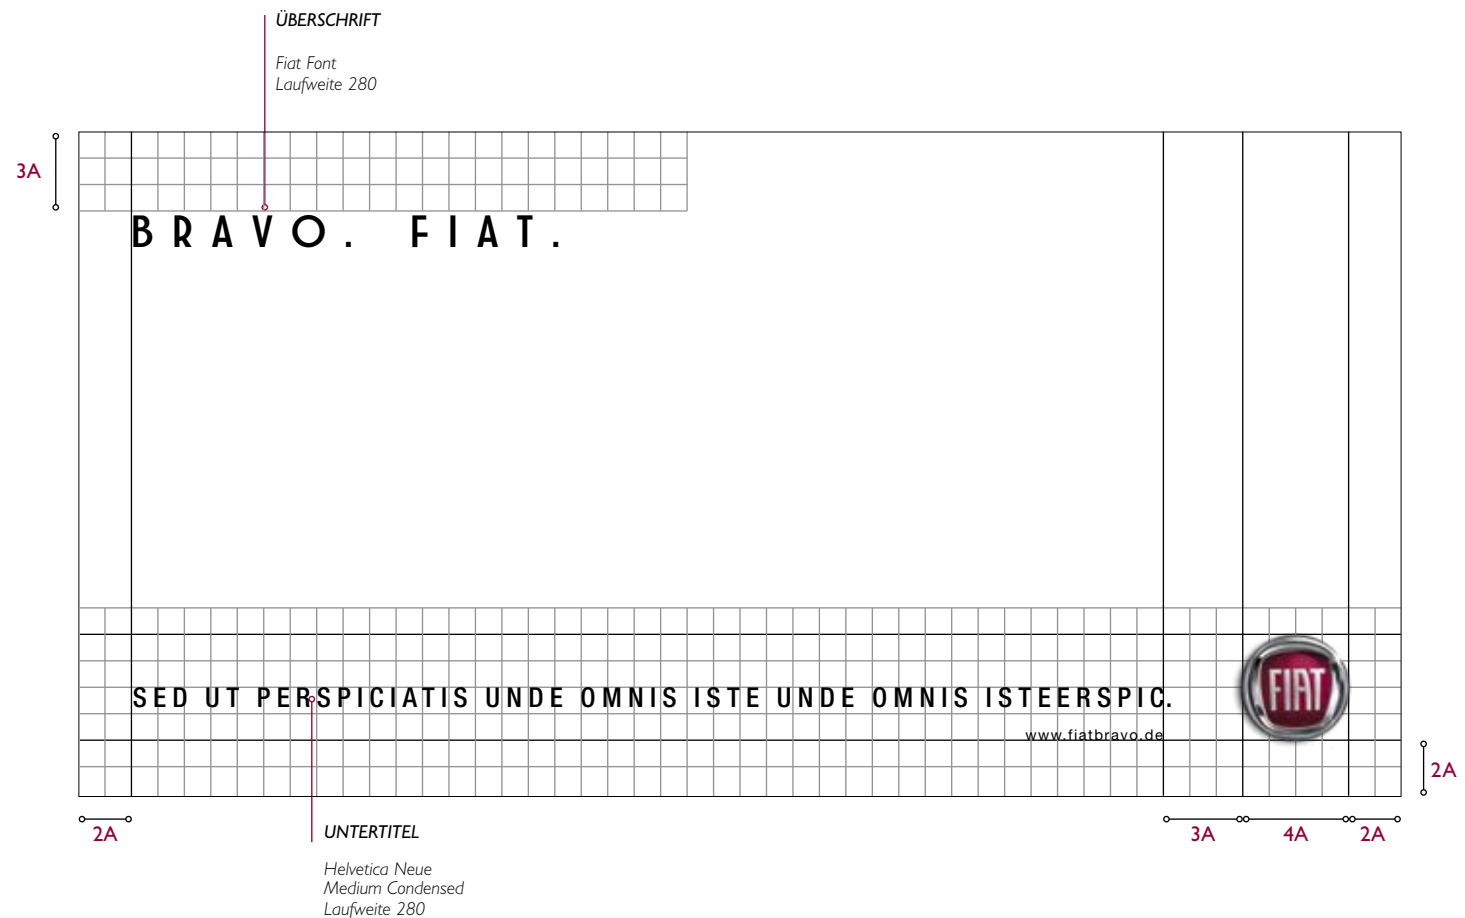 ÜBERSCHRIFT
Fiat Font
Laufweite 280
3A
BRAVO. FIAT.
SED UT PERSPICIATIS UNDE OMNIS ISTE UNDE OMNIS ISTEERSPIC.
FIAT
www.fiatbravo.de
2A
2A
3A
4A
2A
UNTERTITEL
Helvetica Neue
Medium Condensed
Laufweite 280